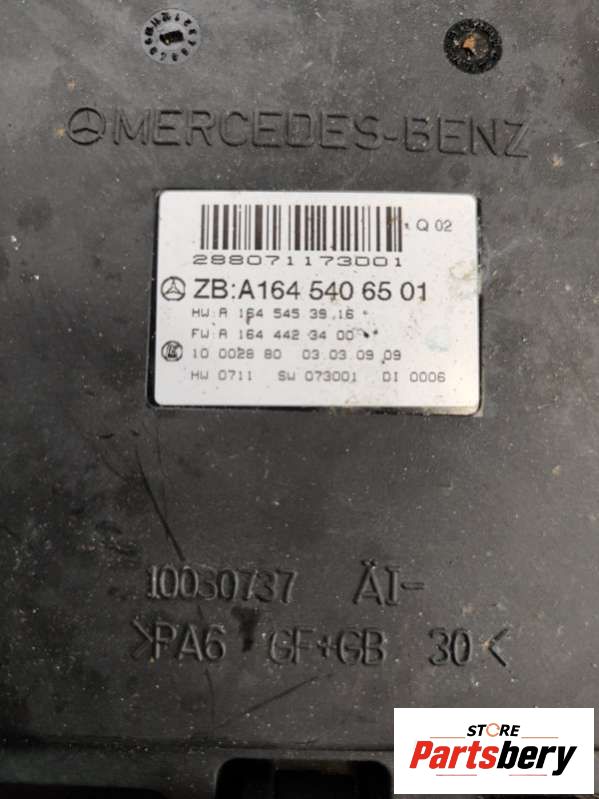 MERCEDES-BENZ
Q 02
288071173001
ZB:A164 540 65 01
HW:A 164 545 39 16
FW:A 164 442 34 00
10 0028 80 03.03 09 09
HW 0711 SW 073001 DI 0006
10030737 ÄI-
>PA6 GF+GB 30<
STORE
Partsbery